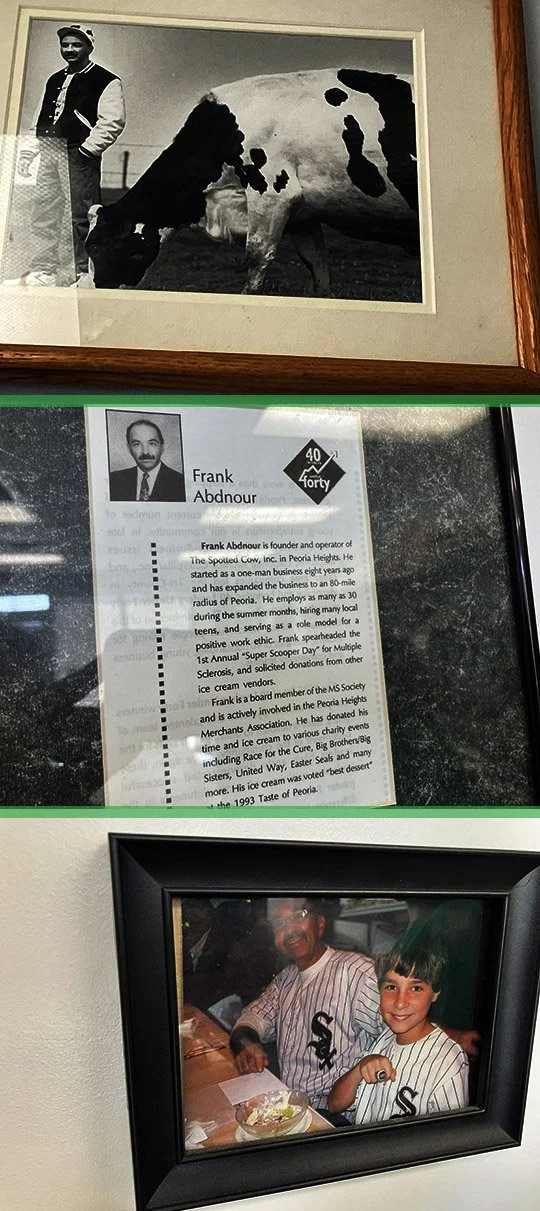 Frank
Abdnour
40
forty
Frank Abdnour is founder and operator of
The Spotted Cow, Inc. in Peoria Heights. He
started as a one-man business eight years ago
and has expanded the business to an 80-mile
radius of Peoria. He employs as many as 30
during the summer months, hiring many local
teens, and serving as a role model for a
positive work ethic. Frank spearheaded the
1st Annual "Super Scooper Day" for Multiple
Sclerosis, and solicited donations from other
ice cream vendors.
Frank is a board member of the MS Society
and is actively involved in the Peoria Heights
Merchants Association. He has donated his
time and ice cream to various charity events
including Race for the Cure, Big Brothers/Big
Sisters, United Way, Easter Seals and many
more. His ice cream was voted "best dessert"
at the 1993 Taste of Peoria.
Sox